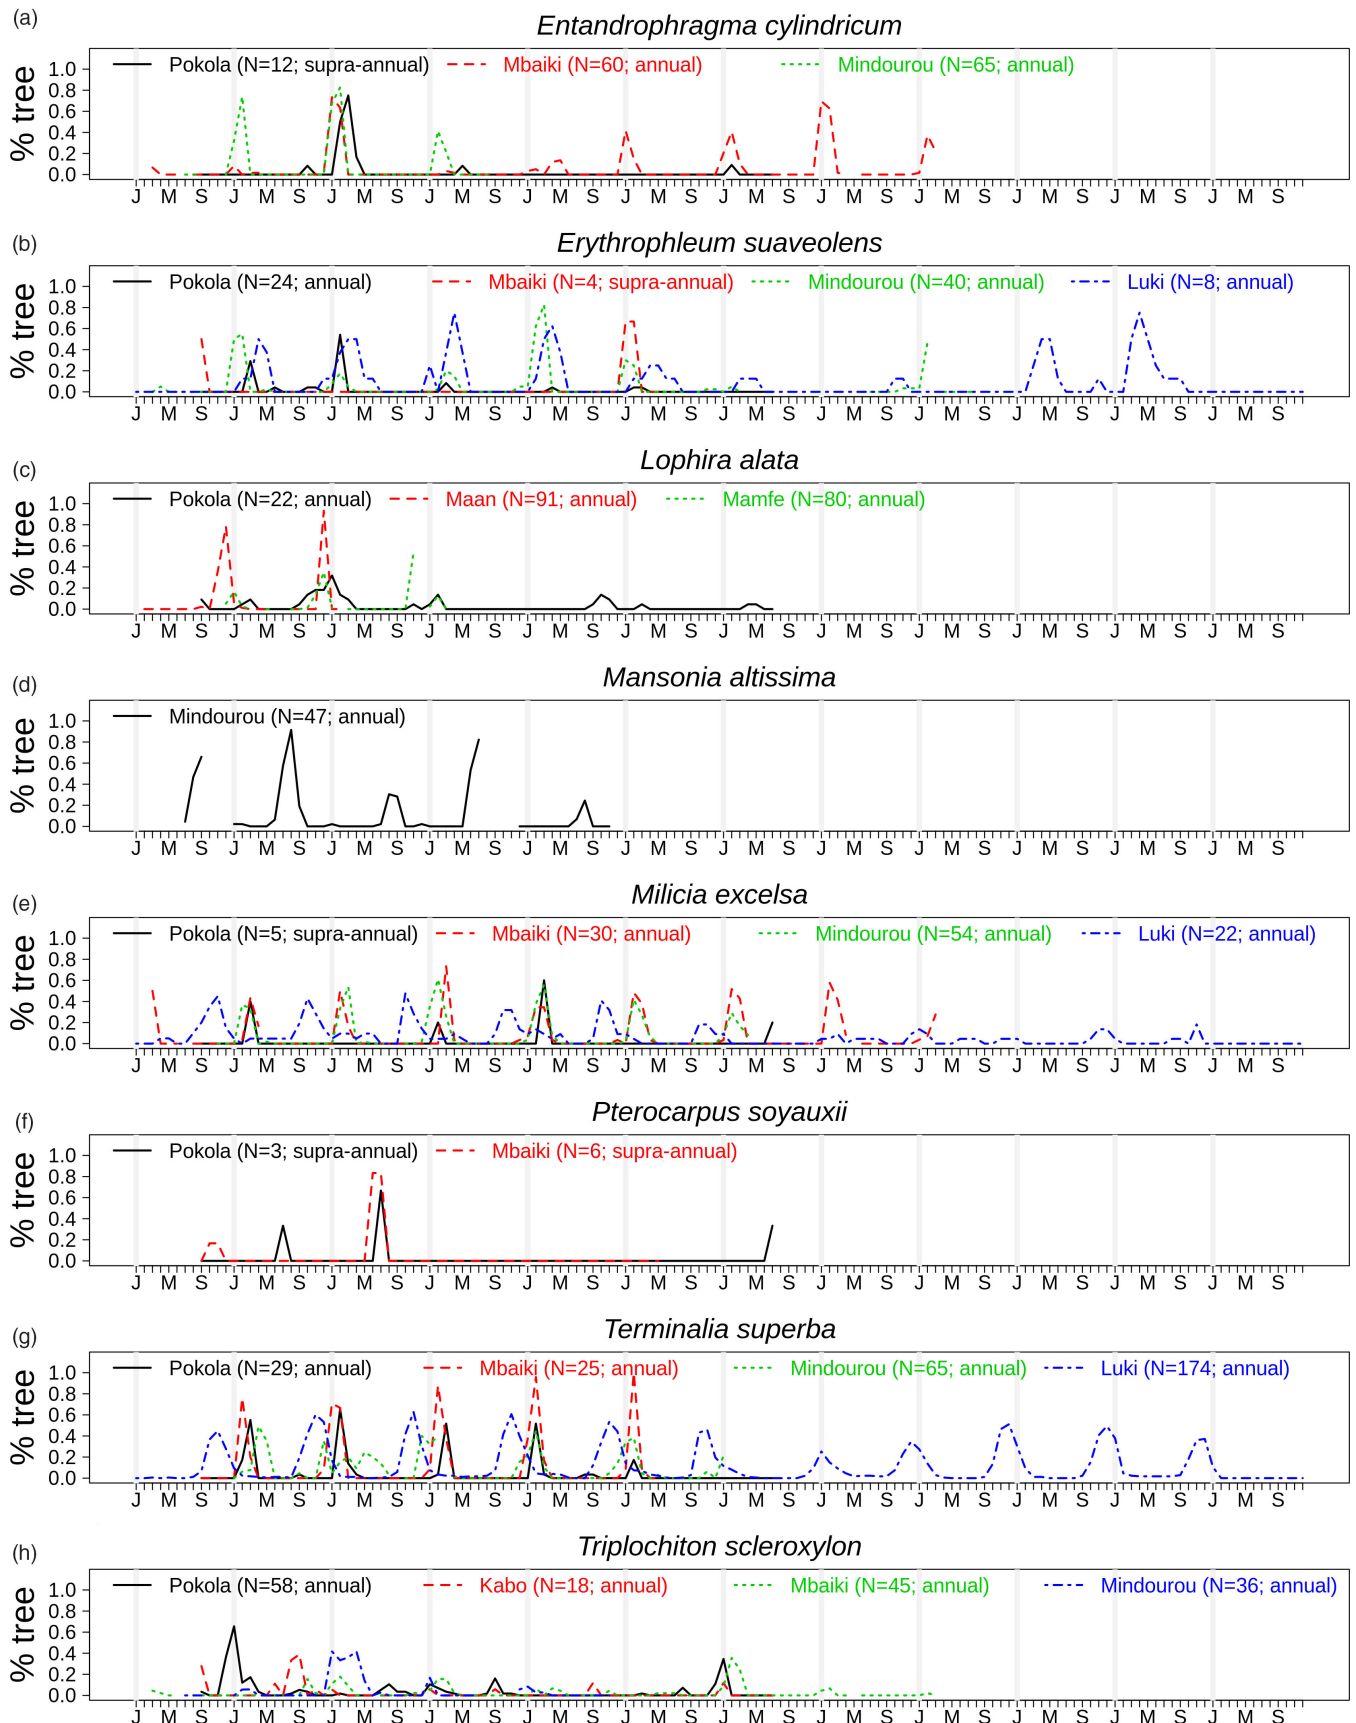 (a)
Entandrophragma cylindricum
Pokola (N=12; supra-annual) Mbaiki (N=60; annual) Mindourou (N=65; annual)
% tree
1.0
0.8
0.6
0.4
0.2
0.0
J M S J M S J M S J M S J M S J M S J M S J M S J M S J M S J M S J M S
(b)
Erythrophleum suaveolens
Pokola (N=24; annual) Mbaiki (N=4; supra-annual) Mindourou (N=40; annual) Luki (N=8; annual)
% tree
1.0
0.8
0.6
0.4
0.2
0.0
J M S J M S J M S J M S J M S J M S J M S J M S J M S J M S J M S J M S
(c)
Lophira alata
Pokola (N=22; annual) Maan (N=91; annual) Mamfe (N=80; annual)
% tree
1.0
0.8
0.6
0.4
0.2
0.0
J M S J M S J M S J M S J M S J M S J M S J M S J M S J M S J M S J M S
(d)
Mansonia altissima
Mindourou (N=47; annual)
% tree
1.0
0.8
0.6
0.4
0.2
0.0
J M S J M S J M S J M S J M S J M S J M S J M S J M S J M S J M S J M S
(e)
Milicia excelsa
Pokola (N=5; supra-annual) Mbaiki (N=30; annual) Mindourou (N=54; annual) Luki (N=22; annual)
% tree
1.0
0.8
0.6
0.4
0.2
0.0
J M S J M S J M S J M S J M S J M S J M S J M S J M S J M S J M S J M S
(f)
Pterocarpus soyauxii
Pokola (N=3; supra-annual) Mbaiki (N=6; supra-annual)
% tree
1.0
0.8
0.6
0.4
0.2
0.0
J M S J M S J M S J M S J M S J M S J M S J M S J M S J M S J M S J M S
(g)
Terminalia superba
Pokola (N=29; annual) Mbaiki (N=25; annual) Mindourou (N=65; annual) Luki (N=174; annual)
% tree
1.0
0.8
0.6
0.4
0.2
0.0
J M S J M S J M S J M S J M S J M S J M S J M S J M S J M S J M S J M S
(h)
Triplochiton scleroxylon
Pokola (N=58; annual) Kabo (N=18; annual) Mbaiki (N=45; annual) Mindourou (N=36; annual)
% tree
1.0
0.8
0.6
0.4
0.2
0.0
J M S J M S J M S J M S J M S J M S J M S J M S J M S J M S J M S J M S